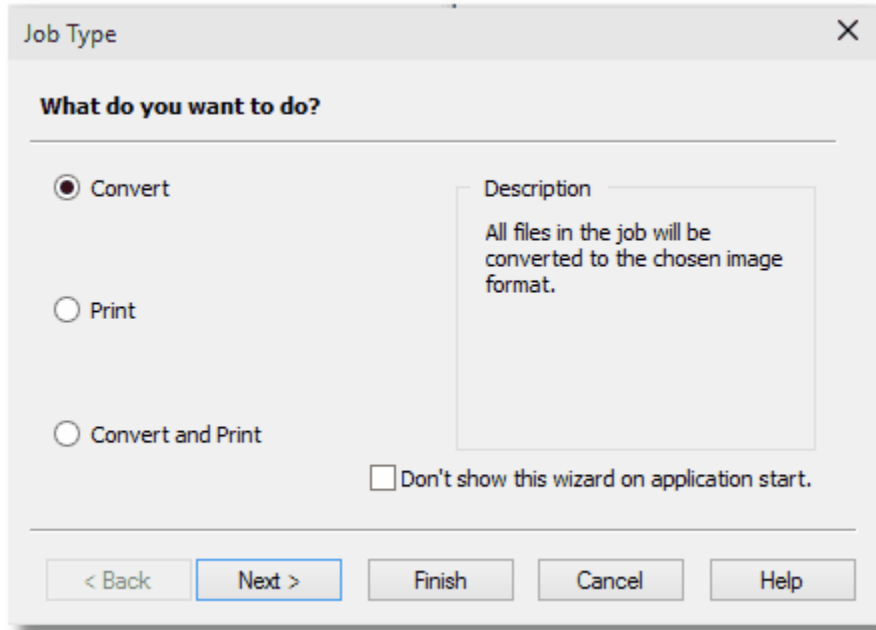 Job Type
What do you want to do?
Convert
Description
All files in the job will be
converted to the chosen image
format.
Print
Convert and Print
Don't show this wizard on application start.
< Back
Next >
Finish
Cancel
Help